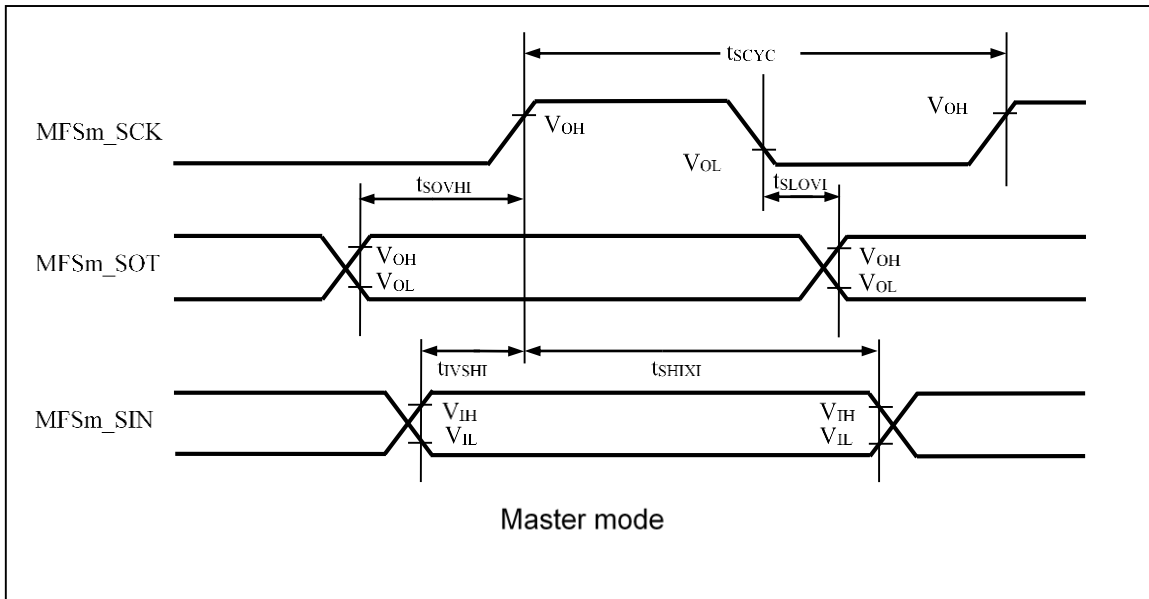 tSCYC
MFSm_SCK
VOH
VOH
VOL
tSOVHI
tSLOVI
MFSm_SOT
VOH
VOL
VOH
VOL
tIVSHI
tSHIXI
MFSm_SIN
VIH
VIL
VIH
VIL
Master mode